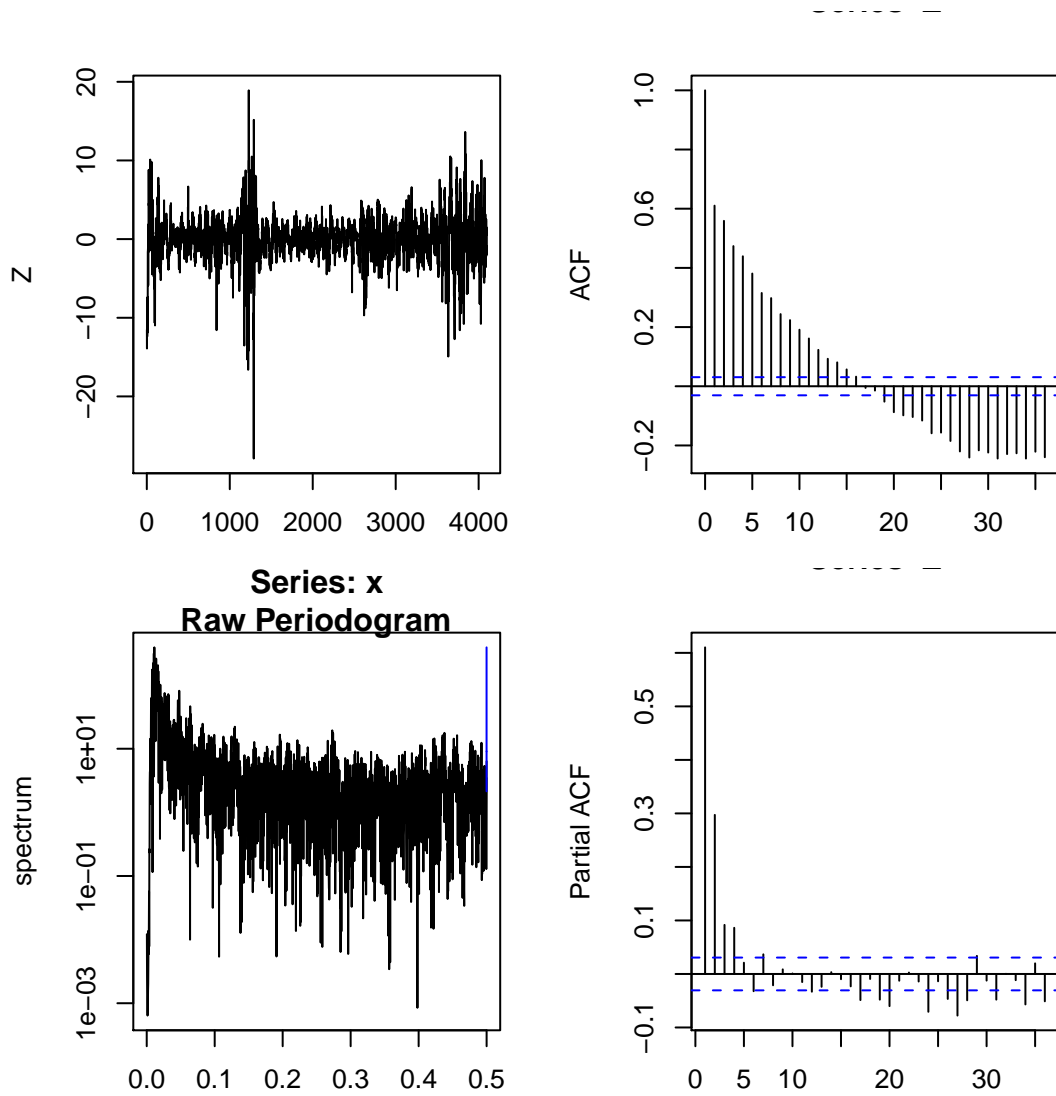 20
10
0
−10
−20
Z
0 1000 2000 3000 4000
1.0
0.6
0.2
−0.2
ACF
0 5 10 20 30
Series: x
Raw Periodogram
1e+01
1e−01
1e−03
spectrum
0.0 0.1 0.2 0.3 0.4 0.5
0.5
0.3
0.1
−0.1
Partial ACF
0 5 10 20 30